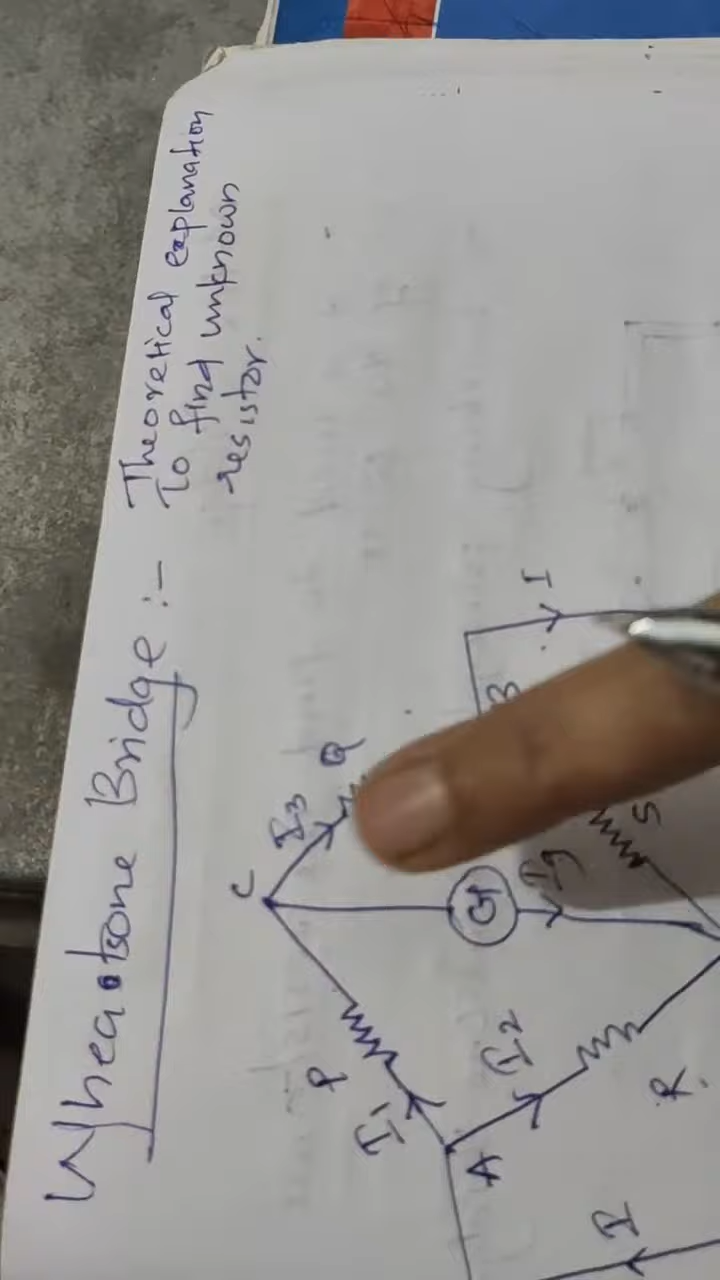 Wheatsone Bridge :- Theoretical explanation
To find unknown
resistor.
C
I3
Q
P
I1
G
Ig
B
I
A
I2
S
R.
I